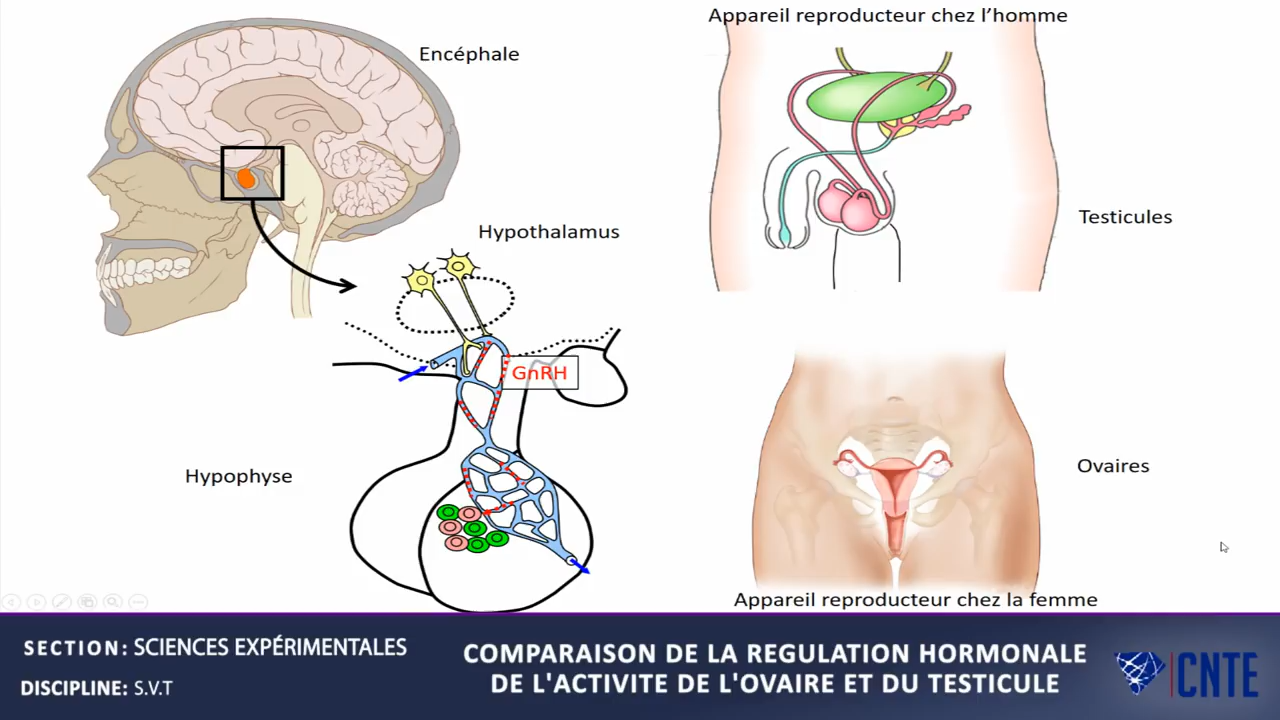 Appareil reproducteur chez l’homme
Encéphale
Testicules
Hypothalamus
GnRH
Hypophyse
Ovaires
Appareil reproducteur chez la femme
SECTION: SCIENCES EXPÉRIMENTALES
DISCIPLINE: S.V.T
COMPARAISON DE LA REGULATION HORMONALE
DE L'ACTIVITE DE L'OVAIRE ET DU TESTICULE
CNTE